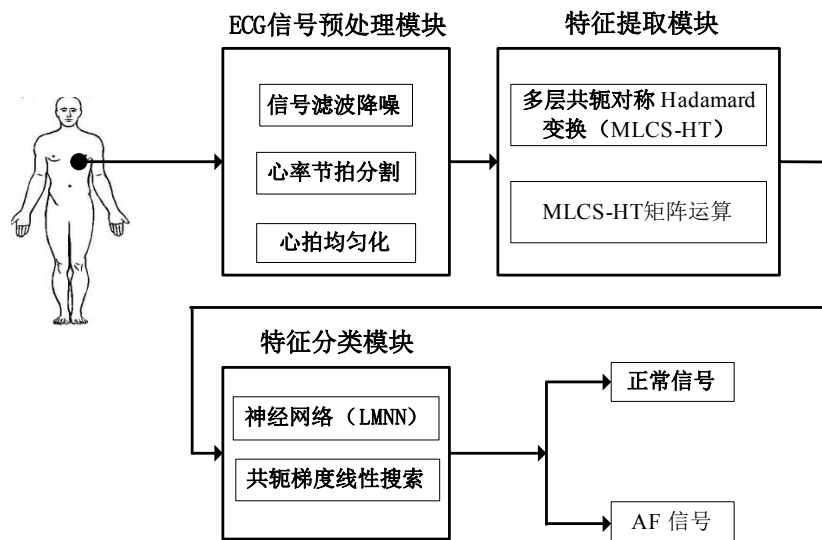 ECG信号预处理模块
信号滤波降噪
心率节拍分割
心拍均匀化
特征提取模块
多层共轭对称 Hadamard
变换（MLCS-HT）
MLCS-HT矩阵运算
特征分类模块
神经网络（LMNN）
共轭梯度线性搜索
正常信号
AF 信号